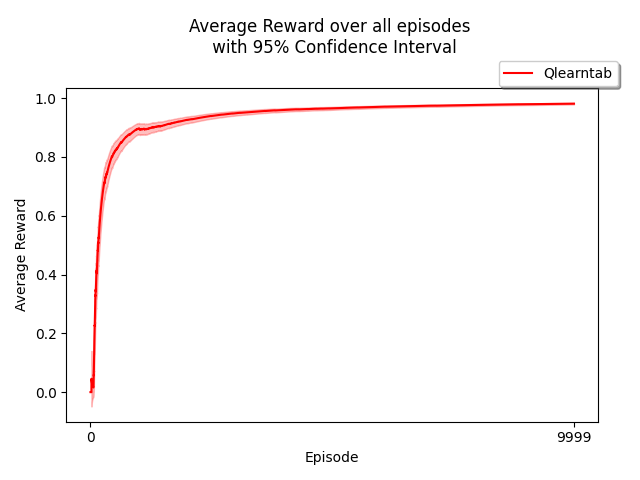 Average Reward over all episodes
with 95% Confidence Interval
Qlearntab
1.0
0.8
0.6
0.4
0.2
0.0
Average Reward
0
9999
Episode